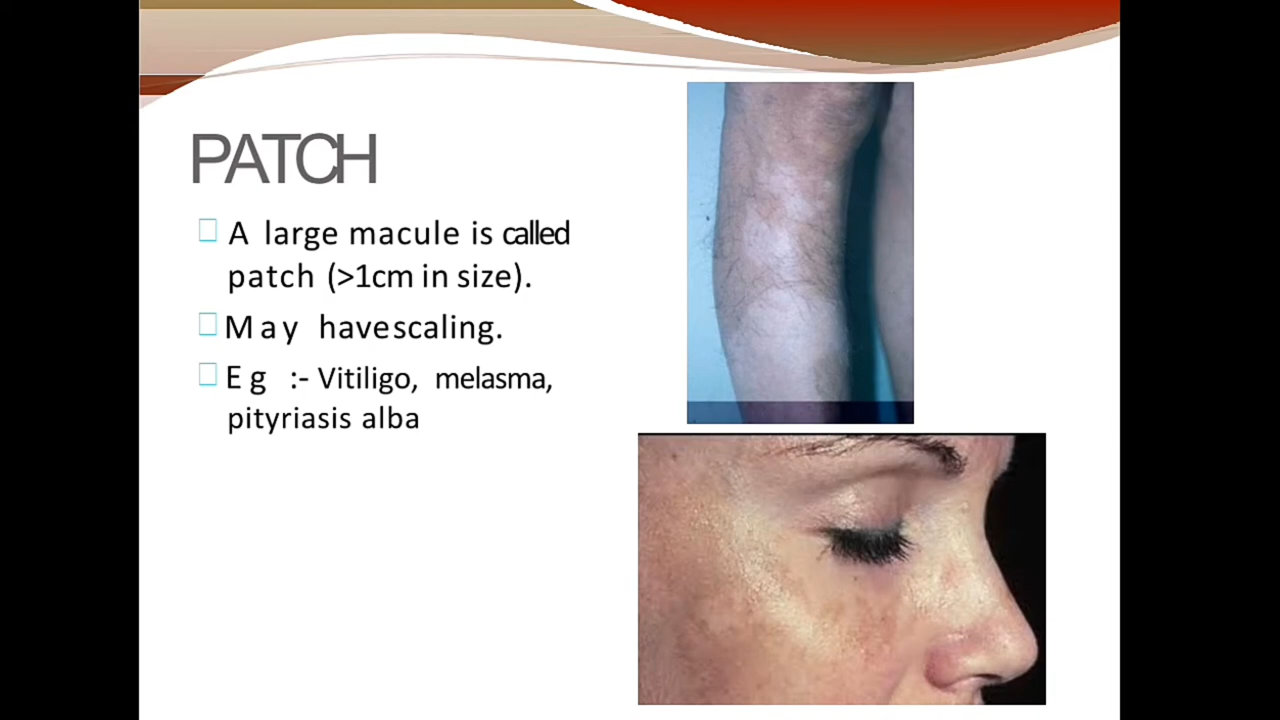 PATCH
A large macule is called
patch (>1cm in size).
May havescaling.
Eg :- Vitiligo, melasma,
pityriasis alba